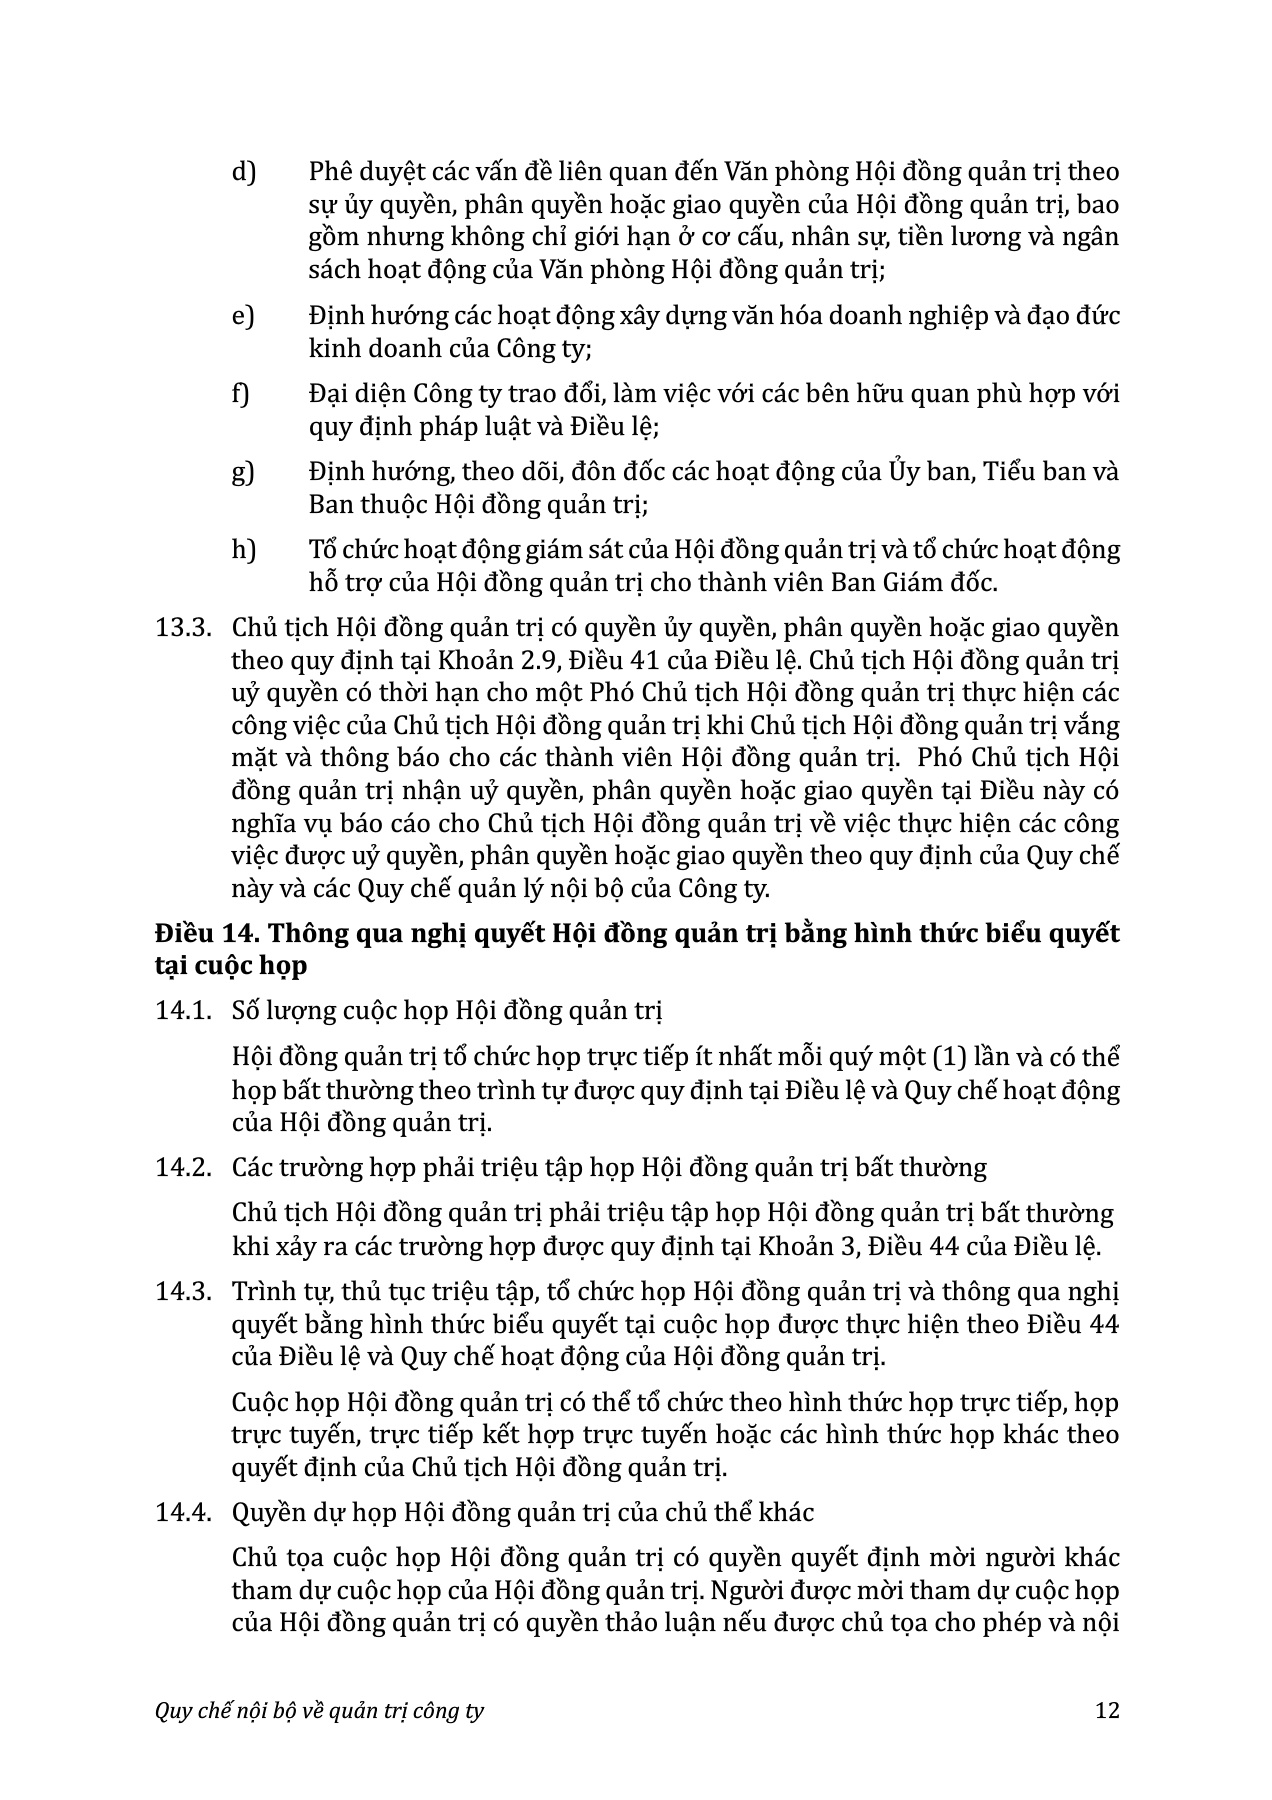 d) Phê duyệt các vấn đề liên quan đến Văn phòng Hội đồng quản trị theo
sự ủy quyền, phân quyền hoặc giao quyền của Hội đồng quản trị, bao
gồm nhưng không chỉ giới hạn ở cơ cấu, nhân sự, tiền lương và ngân
sách hoạt động của Văn phòng Hội đồng quản trị;
e) Định hướng các hoạt động xây dựng văn hóa doanh nghiệp và đạo đức
kinh doanh của Công ty;
f) Đại diện Công ty trao đổi, làm việc với các bên hữu quan phù hợp với
quy định pháp luật và Điều lệ;
g) Định hướng, theo dõi, đôn đốc các hoạt động của Ủy ban, Tiểu ban và
Ban thuộc Hội đồng quản trị;
h) Tổ chức hoạt động giám sát của Hội đồng quản trị và tổ chức hoạt động
hỗ trợ của Hội đồng quản trị cho thành viên Ban Giám đốc.
13.3. Chủ tịch Hội đồng quản trị có quyền ủy quyền, phân quyền hoặc giao quyền
theo quy định tại Khoản 2.9, Điều 41 của Điều lệ. Chủ tịch Hội đồng quản trị
uỷ quyền có thời hạn cho một Phó Chủ tịch Hội đồng quản trị thực hiện các
công việc của Chủ tịch Hội đồng quản trị khi Chủ tịch Hội đồng quản trị vắng
mặt và thông báo cho các thành viên Hội đồng quản trị.  Phó Chủ tịch Hội
đồng quản trị nhận uỷ quyền, phân quyền hoặc giao quyền tại Điều này có
nghĩa vụ báo cáo cho Chủ tịch Hội đồng quản trị về việc thực hiện các công
việc được uỷ quyền, phân quyền hoặc giao quyền theo quy định của Quy chế
này và các Quy chế quản lý nội bộ của Công ty.
Điều 14. Thông qua nghị quyết Hội đồng quản trị bằng hình thức biểu quyết
tại cuộc họp
14.1. Số lượng cuộc họp Hội đồng quản trị
Hội đồng quản trị tổ chức họp trực tiếp ít nhất mỗi quý một (1) lần và có thể
họp bất thường theo trình tự được quy định tại Điều lệ và Quy chế hoạt động
của Hội đồng quản trị.
14.2. Các trường hợp phải triệu tập họp Hội đồng quản trị bất thường
Chủ tịch Hội đồng quản trị phải triệu tập họp Hội đồng quản trị bất thường
khi xảy ra các trường hợp được quy định tại Khoản 3, Điều 44 của Điều lệ.
14.3. Trình tự, thủ tục triệu tập, tổ chức họp Hội đồng quản trị và thông qua nghị
quyết bằng hình thức biểu quyết tại cuộc họp được thực hiện theo Điều 44
của Điều lệ và Quy chế hoạt động của Hội đồng quản trị.
Cuộc họp Hội đồng quản trị có thể tổ chức theo hình thức họp trực tiếp, họp
trực tuyến, trực tiếp kết hợp trực tuyến hoặc các hình thức họp khác theo
quyết định của Chủ tịch Hội đồng quản trị.
14.4. Quyền dự họp Hội đồng quản trị của chủ thể khác
Chủ tọa cuộc họp Hội đồng quản trị có quyền quyết định mời người khác
tham dự cuộc họp của Hội đồng quản trị. Người được mời tham dự cuộc họp
của Hội đồng quản trị có quyền thảo luận nếu được chủ tọa cho phép và nội
Quy chế nội bộ về quản trị công ty 12